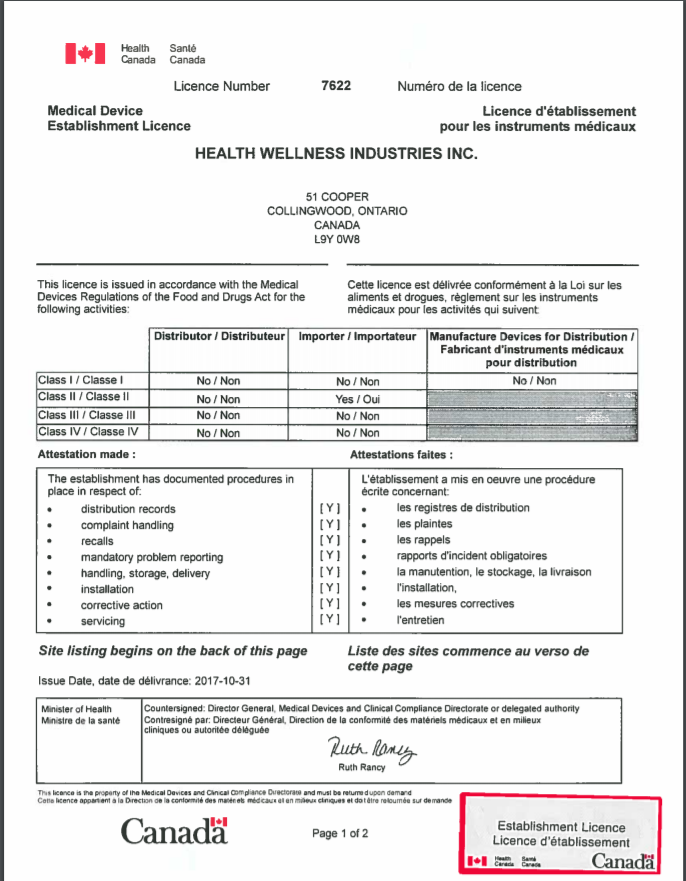 Health Santé
Canada Canada
Licence Number 7622 Numéro de la licence
Medical Device Licence d'établissement
Establishment Licence pour les instruments médicaux
HEALTH WELLNESS INDUSTRIES INC.
51 COOPER
COLLINGWOOD, ONTARIO
CANADA
L9Y 0W8
This licence is issued in accordance with the Medical
Devices Regulations of the Food and Drugs Act for the
following activities:
Cette licence est délivrée conformément à la Loi sur les
aliments et drogues, règlement sur les instruments
médicaux pour les activités qui suivent:
Distributor / Distributeur Importer / Importateur Manufacture Devices for Distribution /
Fabricant d'instruments médicaux
pour distribution
Class I / Classe I No / Non No / Non No / Non
Class II / Classe II No / Non Yes / Oui
Class III / Classe III No / Non No / Non
Class IV / Classe IV No / Non No / Non
Attestation made : Attestations faites :
The establishment has documented procedures in
place in respect of:
L'établissement a mis en oeuvre une procédure
écrite concernant:
• distribution records [ Y ] • les registres de distribution
• complaint handling [ Y ] • les plaintes
• recalls [ Y ] • les rappels
• mandatory problem reporting [ Y ] • rapports d'incident obligatoires
• handling, storage, delivery [ Y ] • la manutention, le stockage, la livraison
• installation [ Y ] • l'installation,
• corrective action [ Y ] • les mesures correctives
• servicing [ Y ] • l'entretien
Site listing begins on the back of this page
Liste des sites commence au verso de
cette page
Issue Date, date de délivrance: 2017-10-31
Minister of Health
Ministre de la santé
Countersigned: Director General, Medical Devices and Clinical Compliance Directorate or delegated authority
Contresigné par: Directeur Général, Direction de la conformité des matériels médicaux et en milieux
cliniques ou autoritée déléguée
Ruth Rancy
Ruth Rancy
This licence is the property of the Medical Devices and Clinical Compliance Directorate and must be returned upon demand
Cette licence appartient à la Direction de la conformité des matériels médicaux et en milieux cliniques et doit être retournée sur demande
Canada
Page 1 of 2
Establishment Licence
Licence d'établissement
Health Santé
Canada Canada
Canada